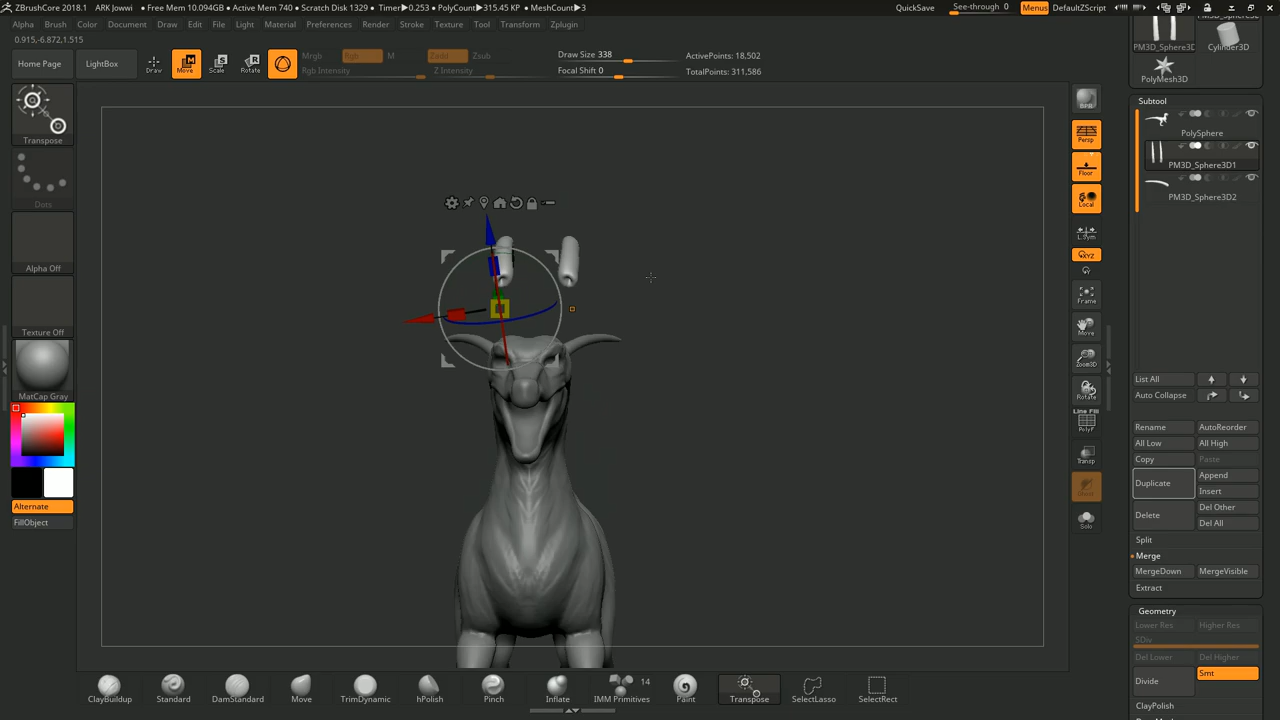 ZBrushCore 2018.1 ARK Jowwi • Free Mem 10.094GB • Active Mem 740 • Scratch Disk 1329 • Timer▶0.253 • PolyCount▶315.45 KP • MeshCount▶3 QuickSave See-through 0 Menus DefaultZScript
Alpha Brush Color Document Draw Edit File Light Material Preferences Render Stroke Texture Tool Transform Zplugin
0.915,-6.872,1.515
Home Page LightBox Draw Move Scale Rotate Mrgb Rgb M Zadd Zsub
Rgb Intensity Z Intensity
Draw Size 338
Focal Shift 0
ActivePoints: 18,502
TotalPoints: 311,586
Transpose
Dots
Alpha Off
Texture Off
MatCap Gray
Alternate
FillObject
BPR
Persp
Floor
Local
L.Sym
XYZ
Frame
Move
Zoom3D
Rotate
Line Fill
PolyF
Transp
Ghost
Solo
PM3D_Sphere3D Cylinder3D
PolyMesh3D
Subtool
PolySphere
PM3D_Sphere3D1
PM3D_Sphere3D2
List All
Auto Collapse
Rename AutoReorder
All Low All High
Copy Paste
Duplicate Append
Insert
Delete Del Other
Del All
Split
Merge
MergeDown MergeVisible
Extract
Geometry
Lower Res Higher Res
SDiv
Del Lower Del Higher
Divide Smt
ClayPolish
ClayBuildup Standard DamStandard Move TrimDynamic hPolish Pinch Inflate 14 IMM Primitives Paint Transpose SelectLasso SelectRect